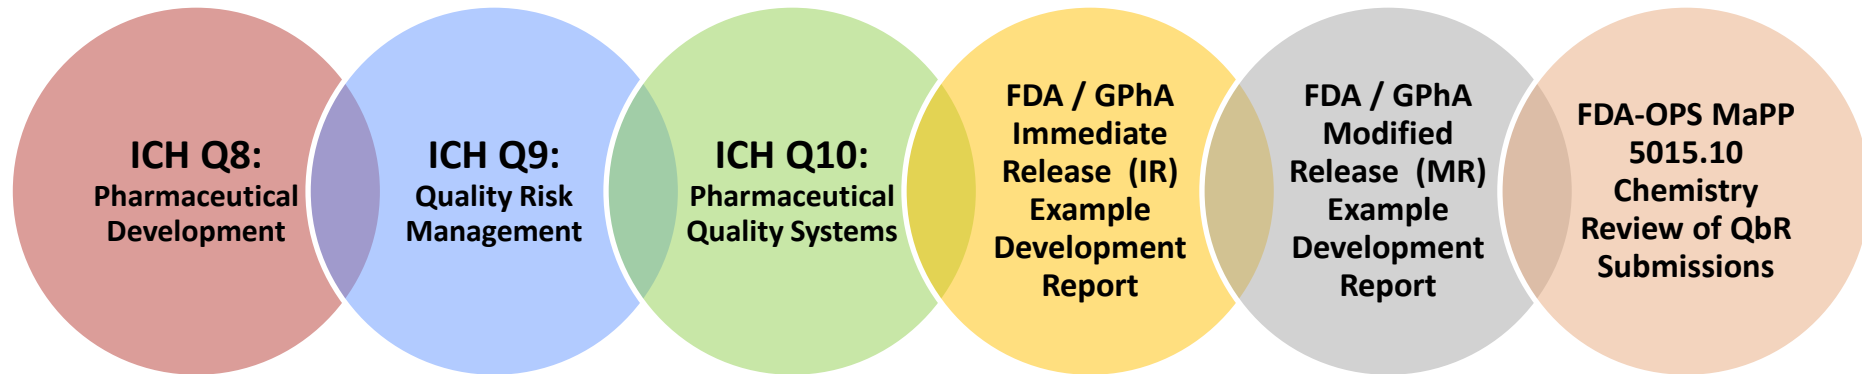 ICH Q8:
Pharmaceutical
Development
ICH Q9:
Quality Risk
Management
ICH Q10:
Pharmaceutical
Quality Systems
FDA / GPhA
Immediate
Release (IR)
Example
Development
Report
FDA / GPhA
Modified
Release (MR)
Example
Development
Report
FDA-OPS MaPP
5015.10
Chemistry
Review of QbR
Submissions